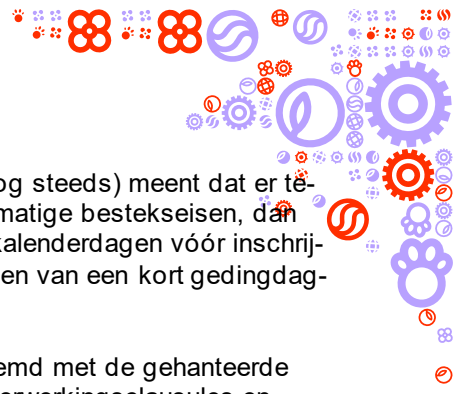 og steeds) meent dat er te-
matige bestekseisen, dan
kalenderdagen vóór inschrij-
en van een kort gedingdag-
emd met de gehanteerde